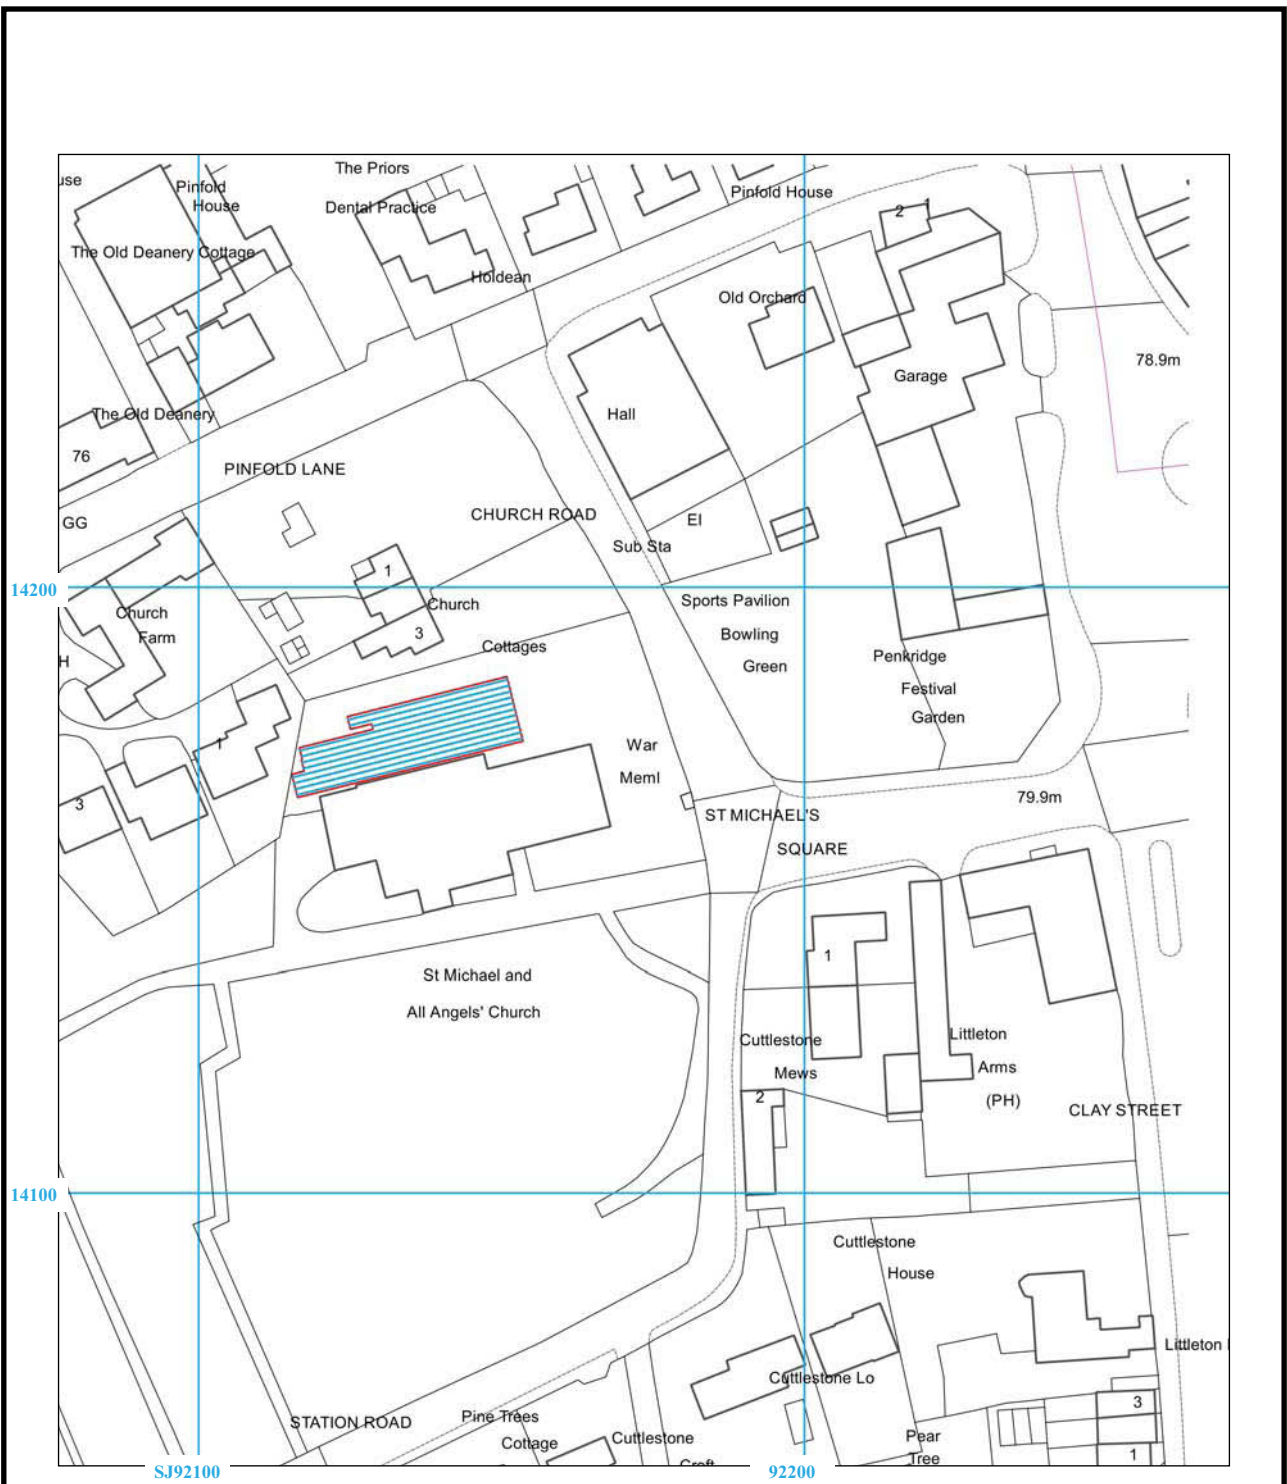 The Priors
use
Pinfold
House
Pinfold House
Dental Practice
2
1
The Old Deanery Cottage
Holdean
Old Orchard
78.9m
Garage
The Old Deanery
Hall
76
PINFOLD LANE
GG
CHURCH ROAD
El
Sub Sta
1
14200
Church
Farm
Church
Sports Pavilion
3
Bowling
Cottages
Green
H
Penkridge
Festival
Garden
1
War
Meml
3
79.9m
ST MICHAEL'S
SQUARE
1
St Michael and
All Angels' Church
Cuttlestone
Mews
Littleton
Arms
(PH)
2
CLAY STREET
14100
Cuttlestone
House
Littleton
Cuttlestone Lo
3
STATION ROAD
Pine Trees
Cottage
Cuttlestone
Croft
Pear
Tree
1
SJ92100
92200